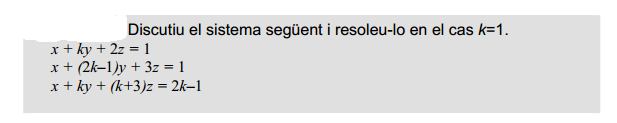 Discutiu el sistema següent i resoleu-lo en el cas k=1.
x + ky + 2z = 1
x + (2k–1)y + 3z = 1
x + ky + (k+3)z = 2k–1